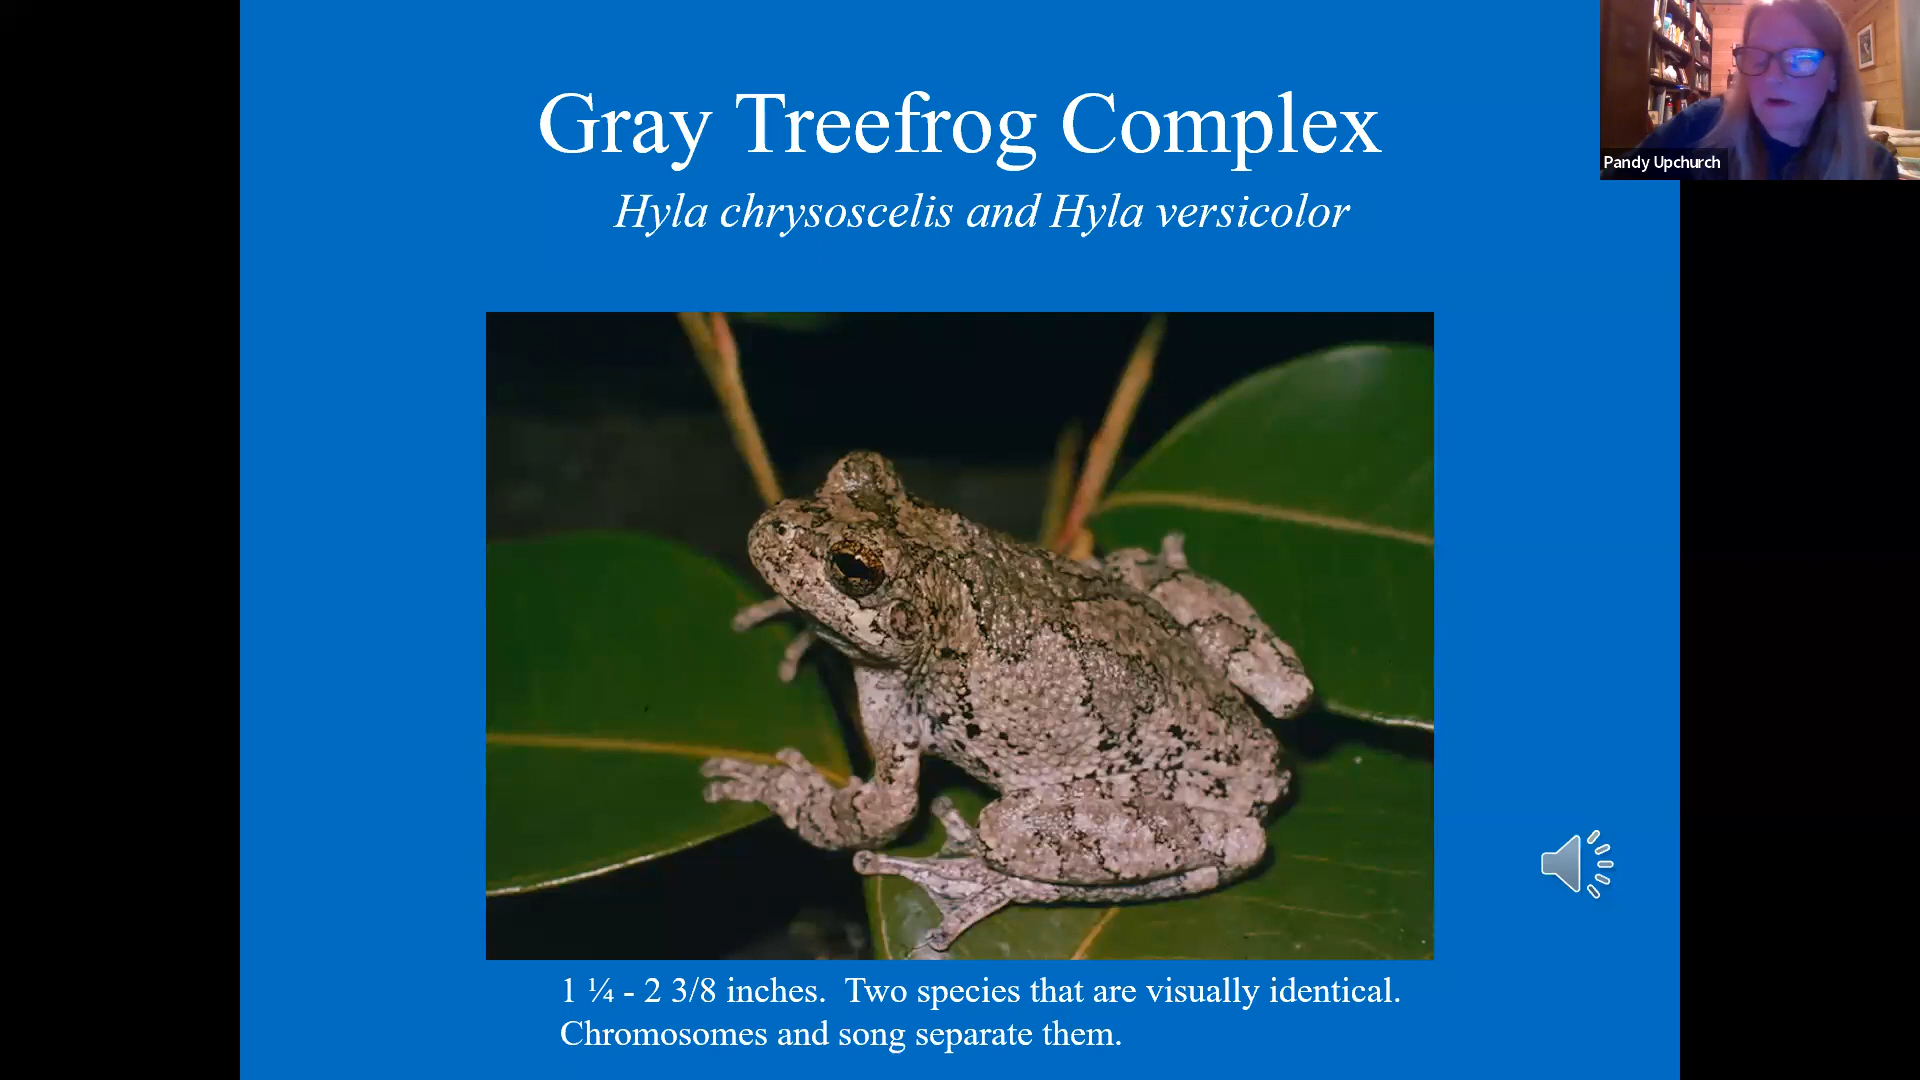 Gray Treefrog Complex
Hyla chrysoscelis and Hyla versicolor
Pandy Upchurch
1 ¼ - 2 3/8 inches.  Two species that are visually identical.
Chromosomes and song separate them.